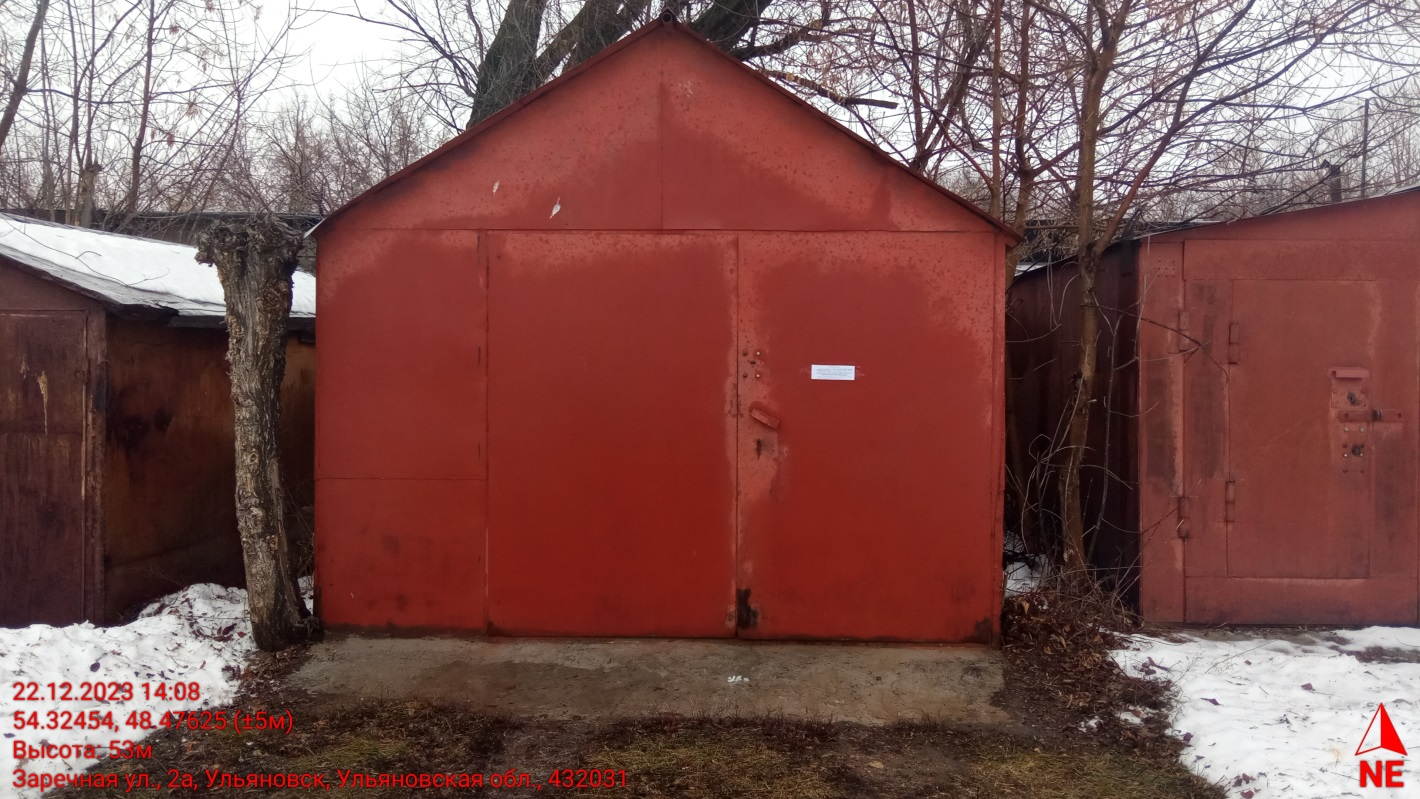 22.12.2023 14:08
54.32454, 48.47625 (±5м)
Высота: 53м
Заречная ул., 2а, Ульяновск, Ульяновская обл., 432031
NE